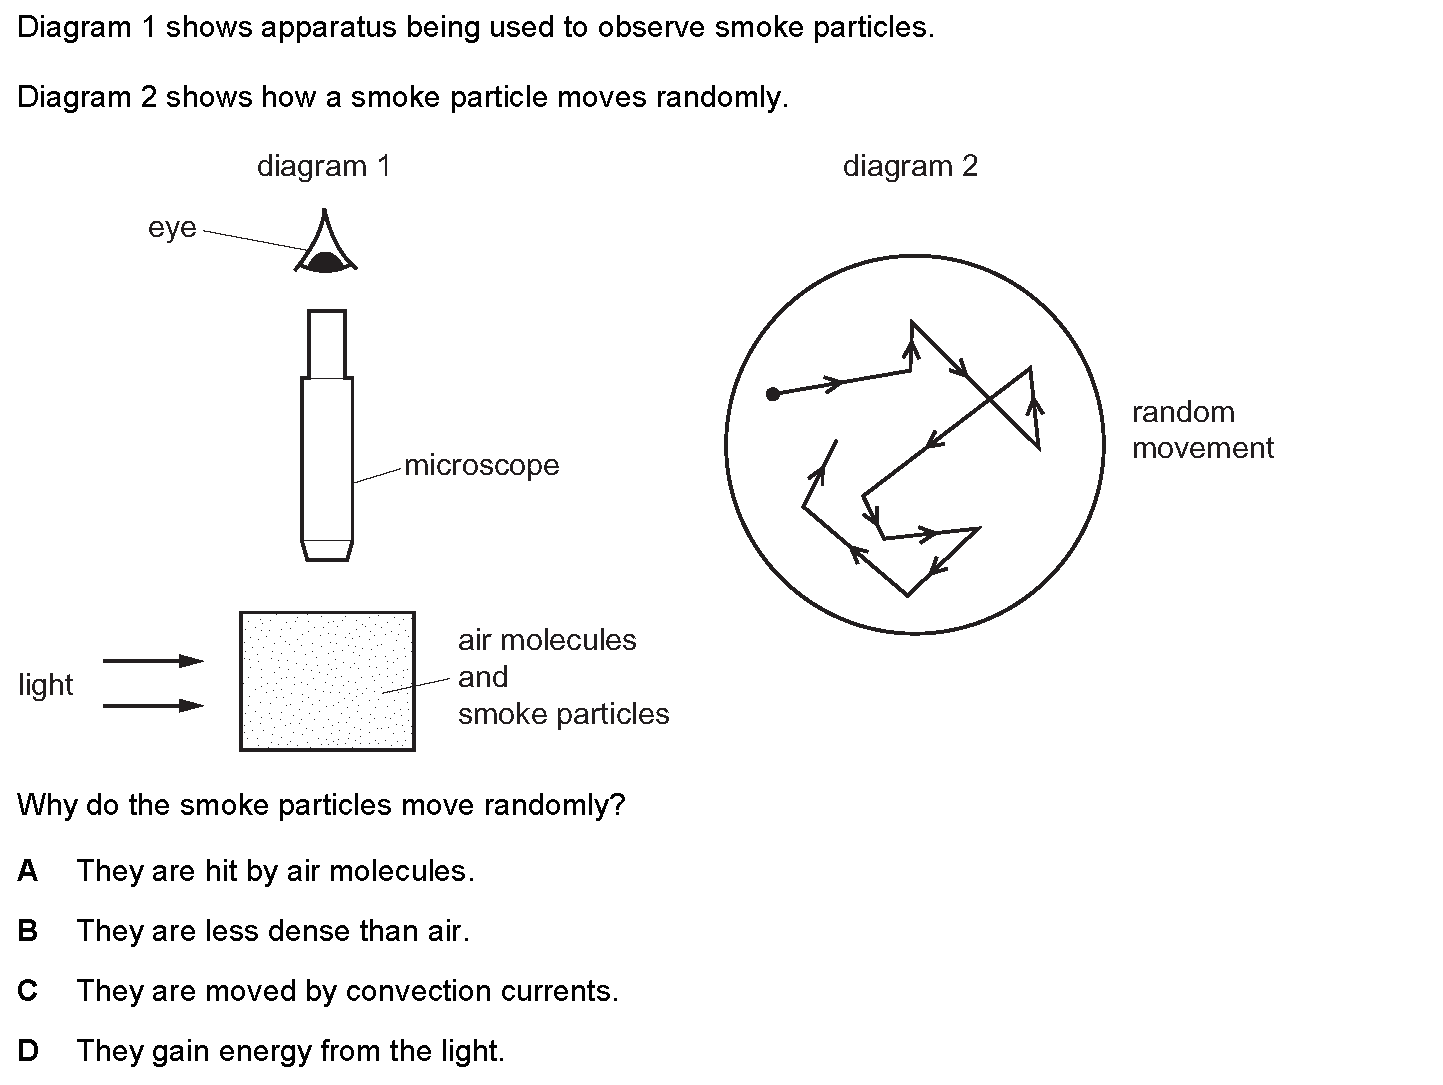 Diagram 1 shows apparatus being used to observe smoke particles.
Diagram 2 shows how a smoke particle moves randomly.
diagram 1
eye
microscope
light
air molecules
and
smoke particles
diagram 2
random
movement
Why do the smoke particles move randomly?
A They are hit by air molecules.
B They are less dense than air.
C They are moved by convection currents.
D They gain energy from the light.